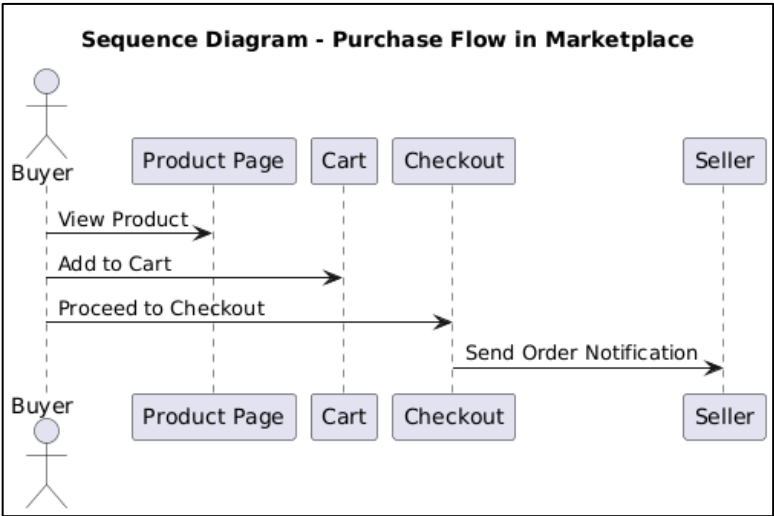 Sequence Diagram - Purchase Flow in Marketplace
Buyer
Product Page
Cart
Checkout
Seller
View Product
Add to Cart
Proceed to Checkout
Send Order Notification
Buyer
Product Page
Cart
Checkout
Seller